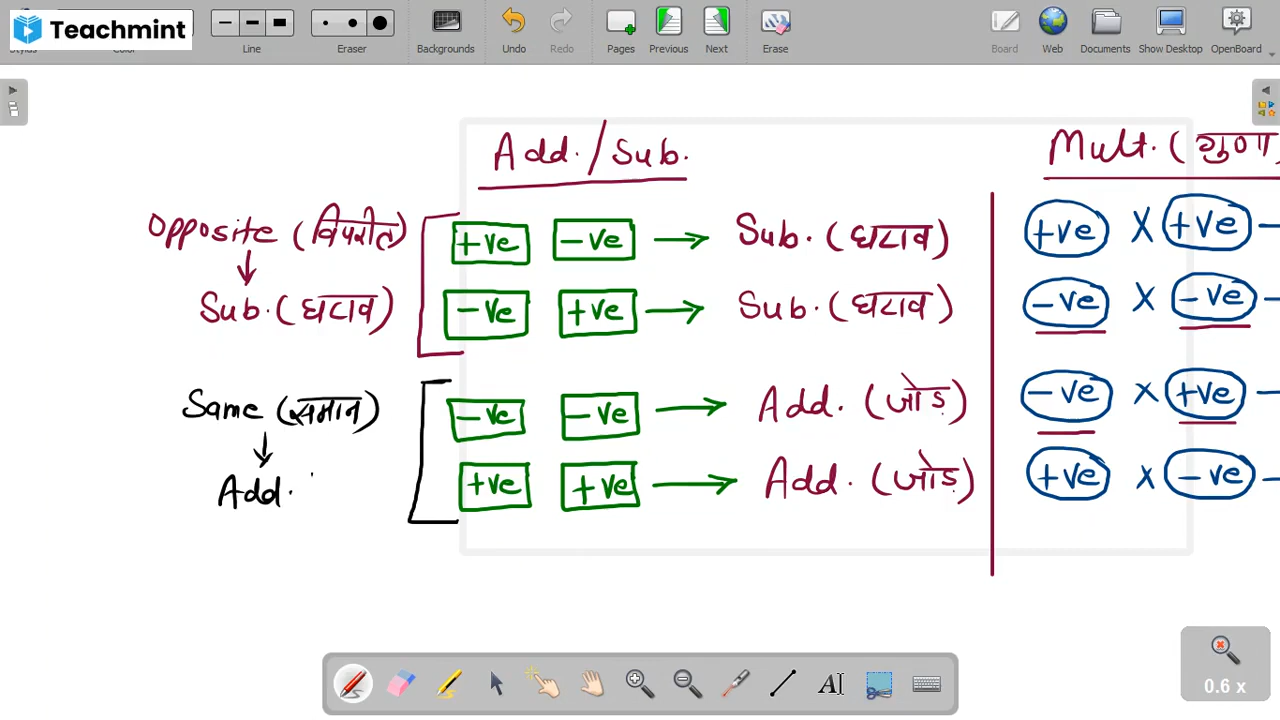 Teachmint
Line
Eraser
Backgrounds
Undo
Redo
Pages
Previous
Next
Erase
Board
Web
Documents
Show Desktop
OpenBoard
Add./Sub.
Mult. (गुणा
Opposite (विपरीत)
Sub. (घटाव)
+ve -ve → Sub. (घटाव)
-ve +ve → Sub. (घटाव)
Same (समान)
Add.
-ve -ve → Add. (जोड़)
+ve +ve → Add. (जोड़)
+ve X +ve
-ve X -ve
-ve X +ve
+ve X -ve
0.6 x